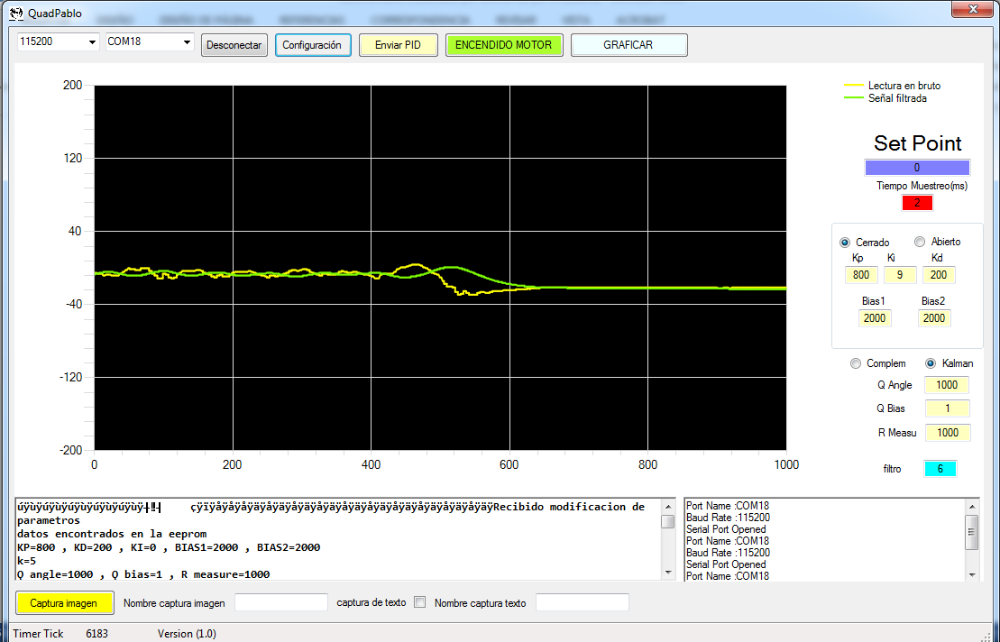 QuadPablo
115200 COM18 Desconectar Configuración Enviar PID ENCENDIDO MOTOR GRAFICAR
Lectura en bruto
Señal filtrada
200
120
40
-40
-120
-200
0 200 400 600 800 1000
Set Point
0
Tiempo Muestreo(ms)
2
Cerrado Abierto
Kp Ki Kd
800 9 200
Bias1 Bias2
2000 2000
Complem Kalman
Q Angle 1000
Q Bias 1
R Measu 1000
filtro 6
Recibido modificacion de
parametros
datos encontrados en la eeprom
KP=800 , KD=200 , KI=0 , BIAS1=2000 , BIAS2=2000
k=5
Q angle=1000 , Q bias=1 , R measure=1000
Port Name :COM18
Baud Rate :115200
Serial Port Opened
Port Name :COM18
Baud Rate :115200
Serial Port Opened
Port Name :COM18
Captura imagen Nombre captura imagen captura de texto Nombre captura texto
Timer Tick 6183 Version (1.0)